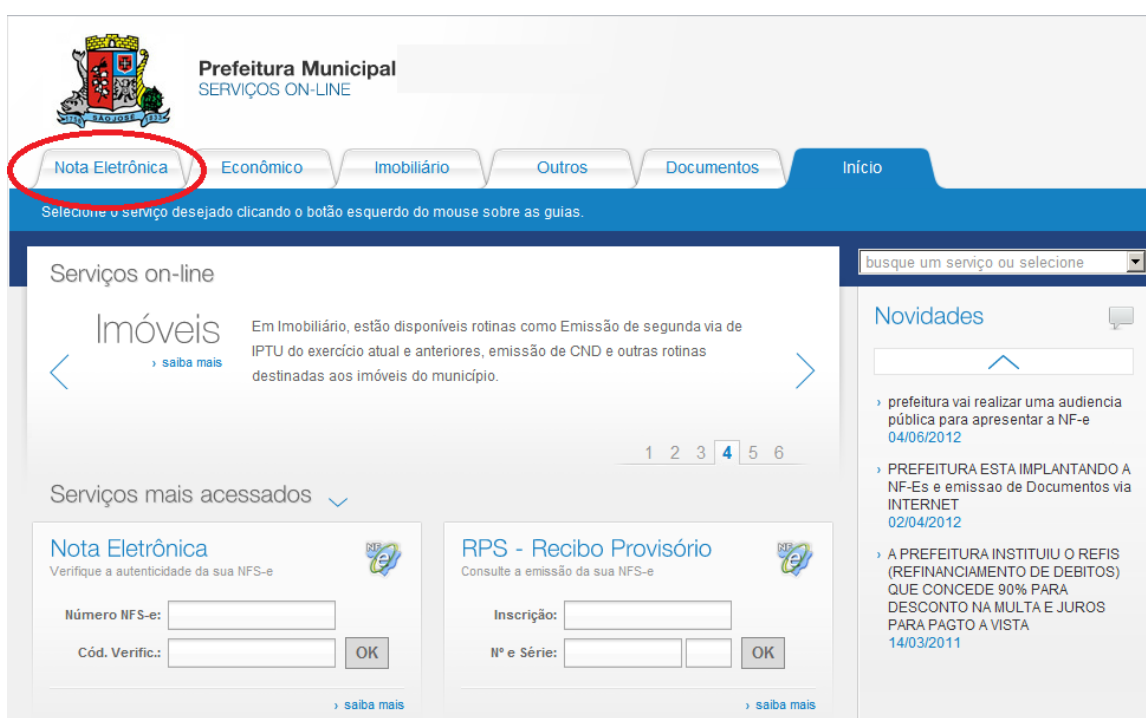 Prefeitura Municipal
SERVIÇOS ON-LINE
SÃO JOSÉ
Nota Eletrônica
Econômico
Imobiliário
Outros
Documentos
Início
Selecione o serviço desejado clicando o botão esquerdo do mouse sobre as guias.
busque um serviço ou selecione
Serviços on-line
Imóveis
› saiba mais
Em Imobiliário, estão disponíveis rotinas como Emissão de segunda via de
IPTU do exercício atual e anteriores, emissão de CND e outras rotinas
destinadas aos imóveis do município.
1 2 3 4 5 6
Serviços mais acessados
Nota Eletrônica
Verifique a autenticidade da sua NFS-e
NF e
Número NFS-e:
Cód. Verific.:
OK
› saiba mais
RPS - Recibo Provisório
Consulte a emissão da sua NFS-e
NF e
Inscrição:
Nº e Série:
OK
› saiba mais
Novidades
› prefeitura vai realizar uma audiencia
pública para apresentar a NF-e
04/06/2012
› PREFEITURA ESTA IMPLANTANDO A
NF-Es e emissao de Documentos via
INTERNET
02/04/2012
› A PREFEITURA INSTITUIU O REFIS
(REFINANCIAMENTO DE DEBITOS)
QUE CONCEDE 90% PARA
DESCONTO NA MULTA E JUROS
PARA PAGTO A VISTA
14/03/2011